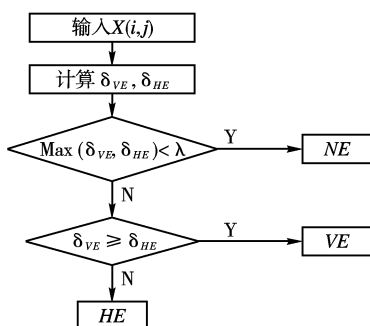 输入X(i,j)
计算 δVE , δHE
Max (δVE, δHE)< λ
Y
NE
N
δVE ⩾ δHE
Y
VE
N
HE